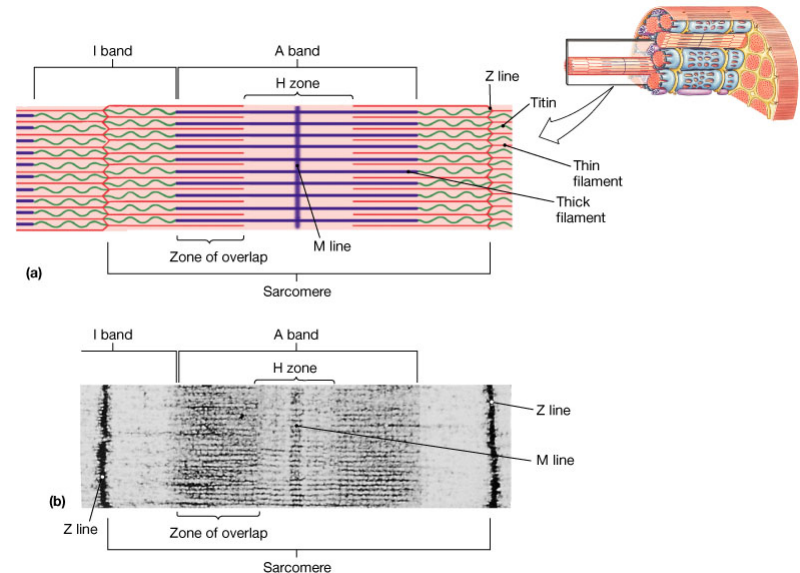 I band
A band
H zone
Z line
Titin
Thin
filament
Thick
filament
M line
Zone of overlap
(a)
Sarcomere
I band
A band
H zone
Z line
M line
(b)
Z line
Zone of overlap
Sarcomere